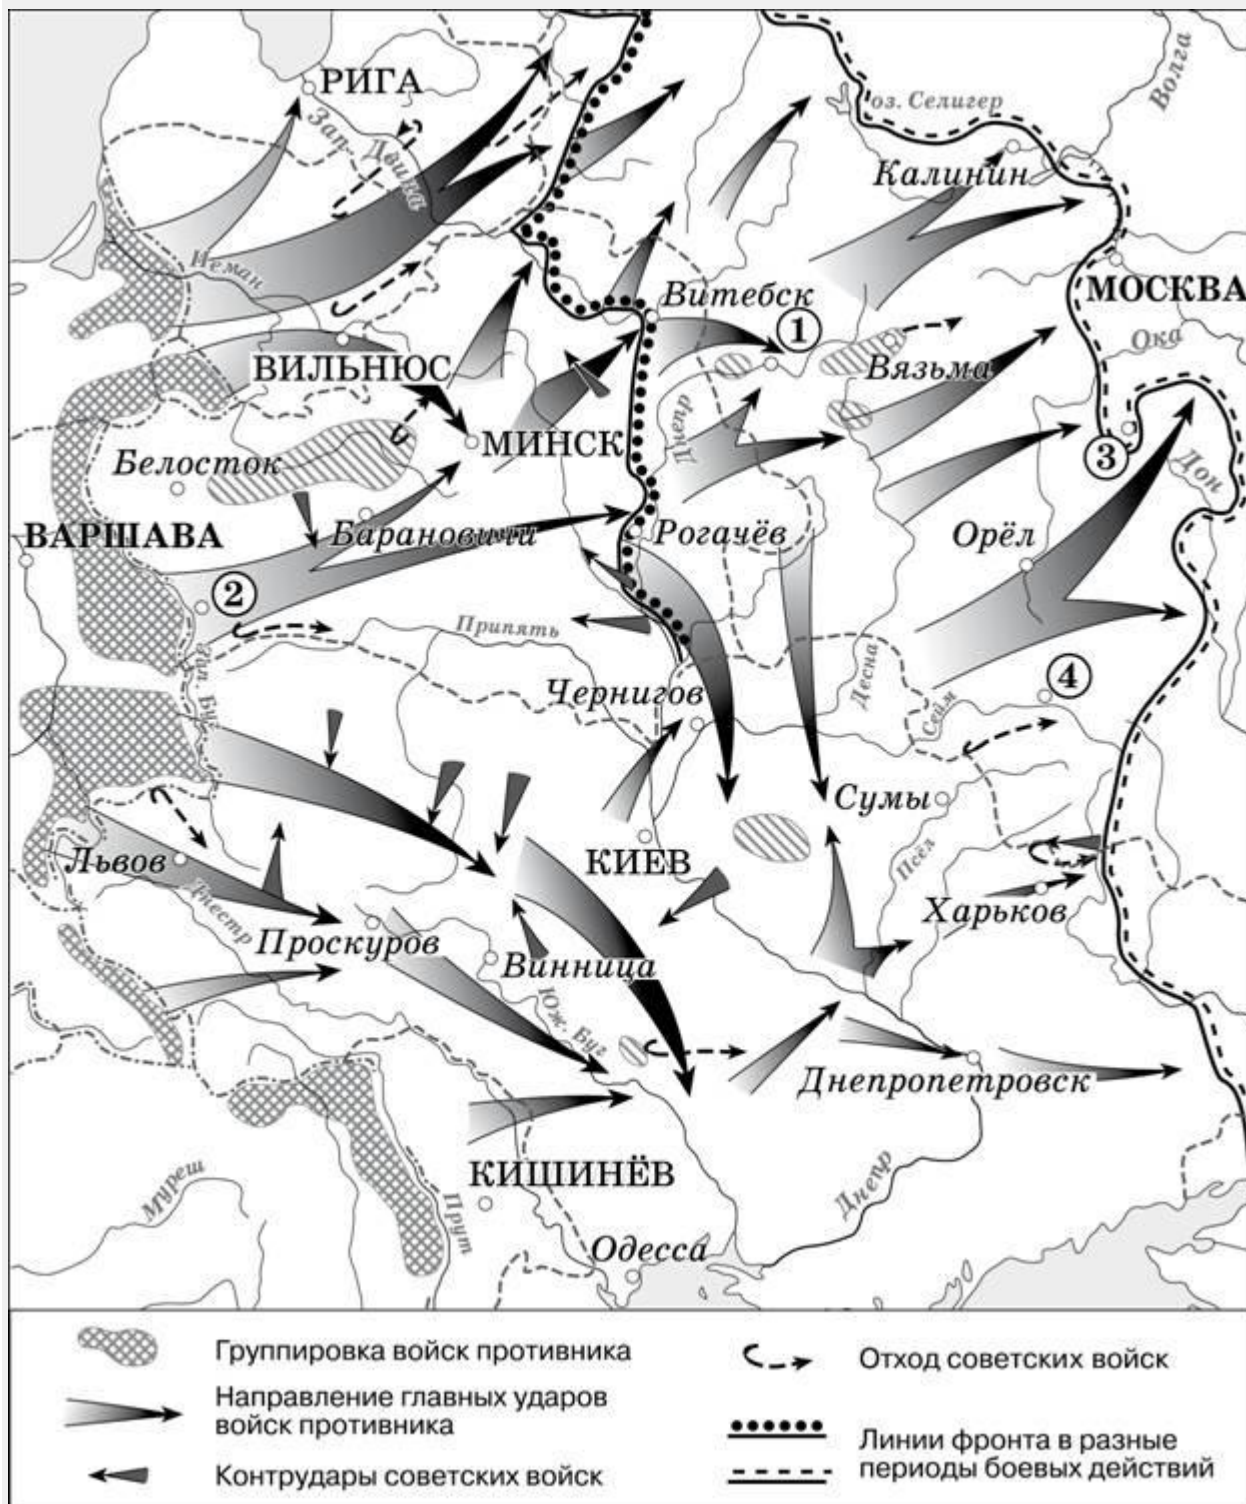 РИГА
Зап. Двина
оз. Селигер
Волга
Калинин
Неман
МОСКВА
Витебск
1
Ока
ВИЛЬНЮС
Вязьма
Днепр
МИНСК
3
Белосток
Дон
ВАРШАВА
Барановичи
Рогачёв
Орёл
2
Припять
Зап. Буг
Чернигов
Десна
Сейм
4
Сумы
Львов
КИЕВ
Псёл
Днестр
Харьков
Проскуров
Винница
Юж. Буг
Днепропетровск
Муреш
КИШИНЁВ
Прут
Днепр
Одесса
Группировка войск противника
Направление главных ударов
войск противника
Контрудары советских войск
Отход советских войск
Линии фронта в разные
периоды боевых действий